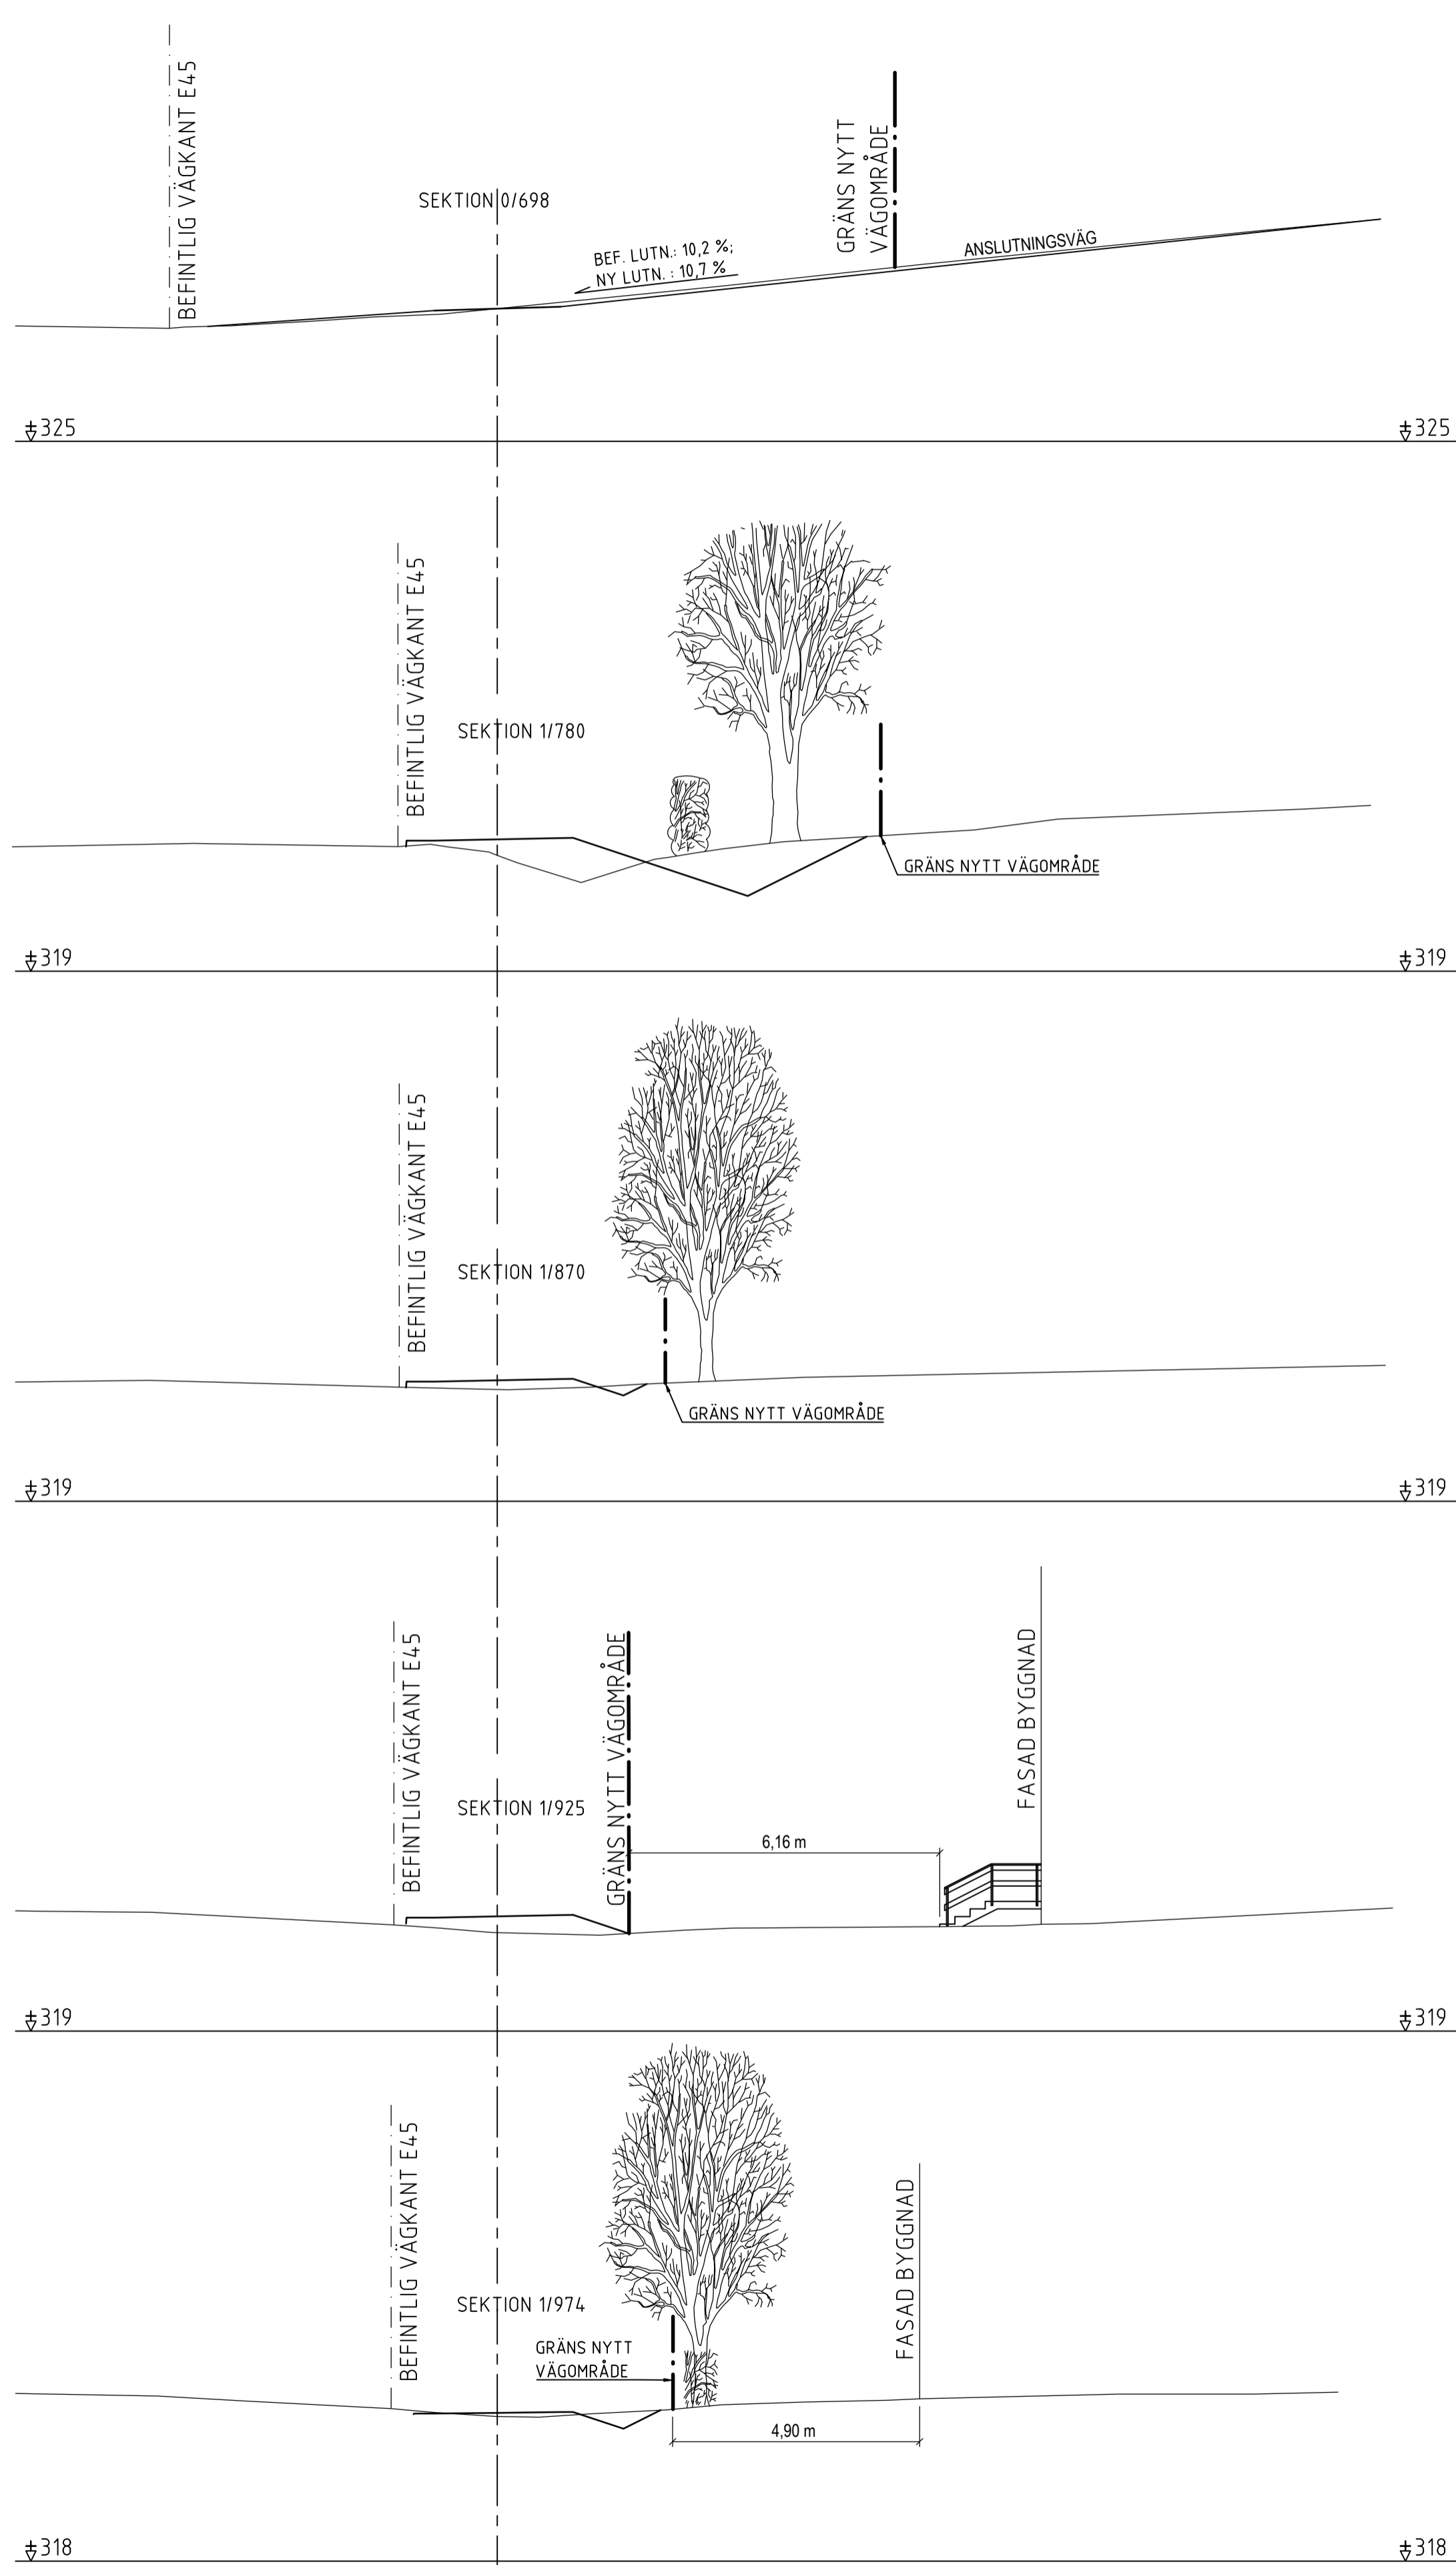 BEFINTLIG VÄGKANT E45
SEKTION 0/698
GRÄNS NYTT
VÄGOMRÅDE
BEF. LUTN.: 10,2 %;
NY LUTN. : 10,7 %
ANSLUTNINGSVÄG
±325
±325
BEFINTLIG VÄGKANT E45
SEKTION 1/780
GRÄNS NYTT VÄGOMRÅDE
±319
±319
BEFINTLIG VÄGKANT E45
SEKTION 1/870
GRÄNS NYTT VÄGOMRÅDE
±319
±319
BEFINTLIG VÄGKANT E45
SEKTION 1/925
GRÄNS NYTT VÄGOMRÅDE
6,16 m
FASAD BYGGNAD
±319
±319
BEFINTLIG VÄGKANT E45
SEKTION 1/974
GRÄNS NYTT
VÄGOMRÅDE
FASAD BYGGNAD
4,90 m
±318
±318